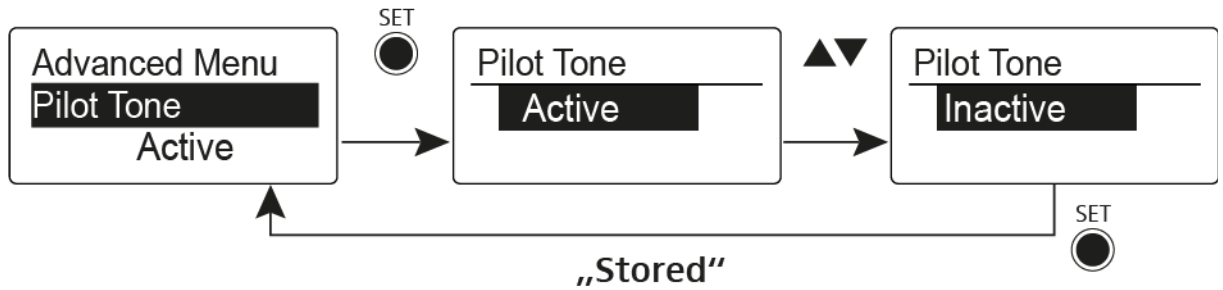 SET
Advanced Menu
Pilot Tone
Active
Pilot Tone
Active
Pilot Tone
Inactive
SET
„Stored“